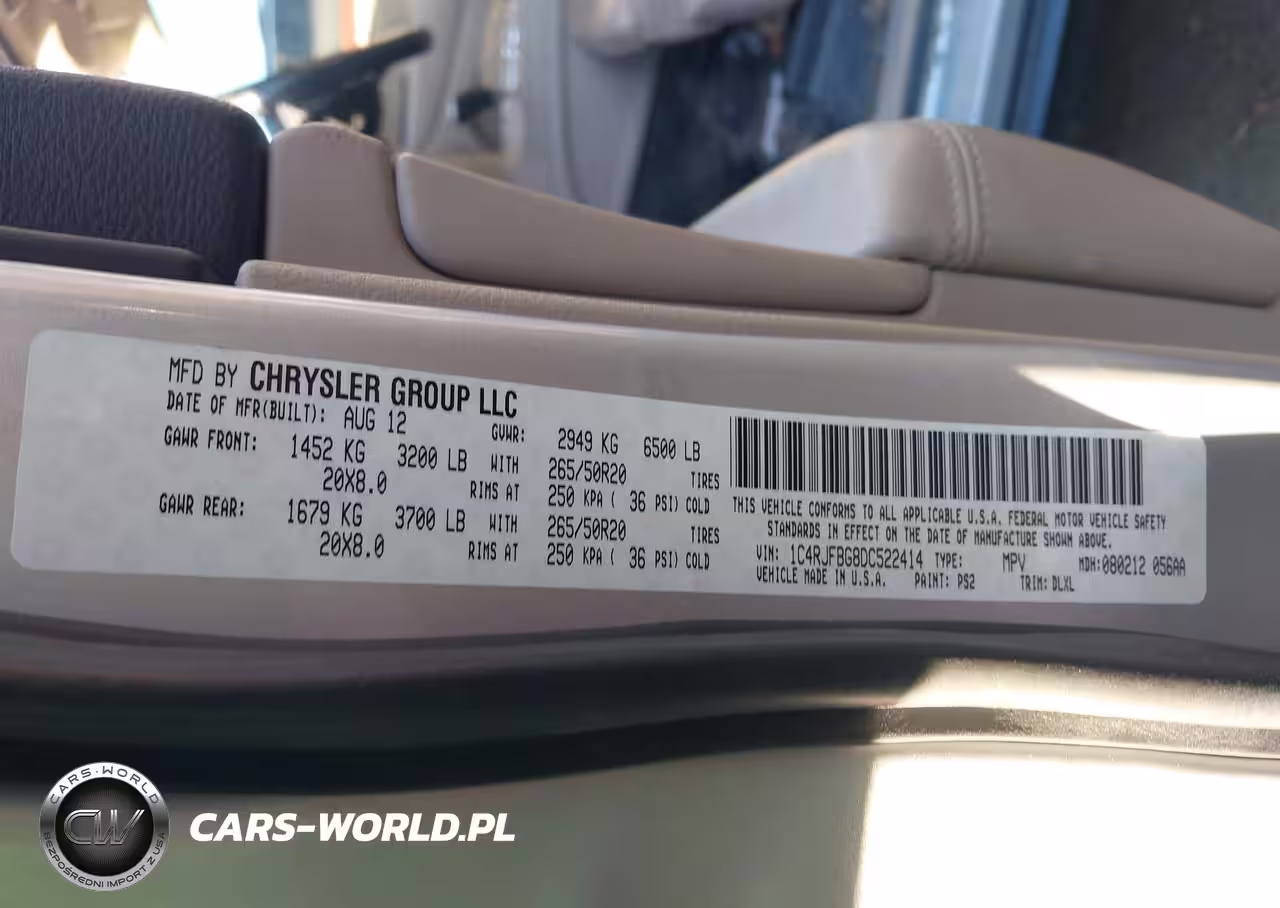 MFD BY CHRYSLER GROUP LLC
DATE OF MFR(BUILT): AUG 12 GVWR: 2949 KG 6500 LB
GAWR FRONT: 1452 KG 3200 LB WITH 265/50R20 TIRES
20X8.0 RIMS AT 250 KPA ( 36 PSI) COLD
GAWR REAR: 1679 KG 3700 LB WITH 265/50R20 TIRES
20X8.0 RIMS AT 250 KPA ( 36 PSI) COLD
THIS VEHICLE CONFORMS TO ALL APPLICABLE U.S.A. FEDERAL MOTOR VEHICLE SAFETY
STANDARDS IN EFFECT ON THE DATE OF MANUFACTURE SHOWN ABOVE.
VIN: 1C4RJFBG8DC522414 TYPE: MPV MDH:080212 056AA
VEHICLE MADE IN U.S.A. PAINT: PS2 TRIM: DLXL
CARS-WORLD
CW
BEZPOŚREDNI IMPORT Z USA
CARS-WORLD.PL